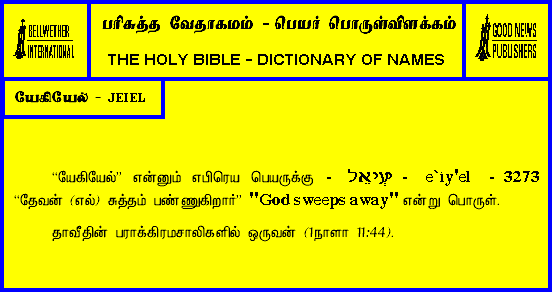 BELLWETHER
INTERNATIONAL
பரிசுத்த வேதாகமம் - பெயர் பொருள்விளக்கம்
THE HOLY BIBLE - DICTIONARY OF NAMES
GOOD NEWS
PUBLISHERS
யேகியேல் - JEIEL
“யேகியேல்” என்னும் எபிரெய பெயருக்கு - יְעִיאֵל - e`iy'el - 3273
“தேவன் (எல்) சுத்தம் பண்ணுகிறார்” "God sweeps away" என்று பொருள்.
தாவீதின் பராக்கிரமசாலிகளில் ஒருவன் (1நாளா 11:44).